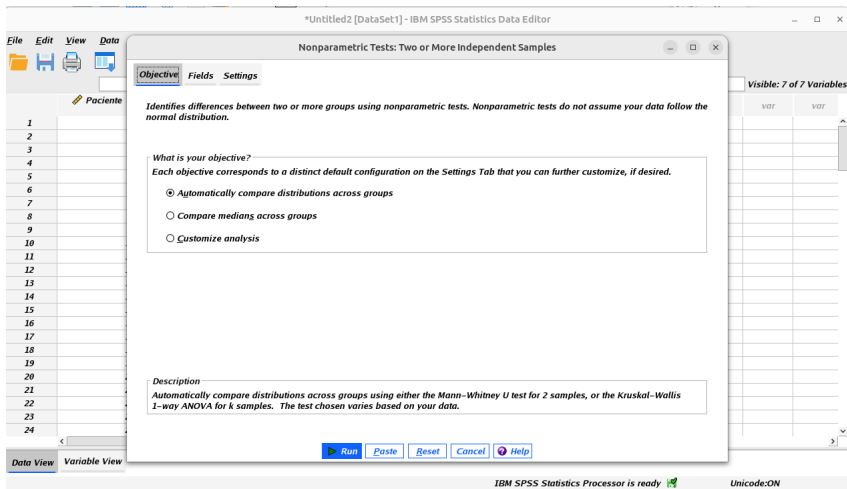 *Untitled2 [DataSet1] - IBM SPSS Statistics Data Editor
File Edit View Data
Nonparametric Tests: Two or More Independent Samples
Objective Fields Settings
Visible: 7 of 7 Variables
Paciente
var var
Identifies differences between two or more groups using nonparametric tests. Nonparametric tests do not assume your data follow the
normal distribution.
1
2
3
4
5
6
7
8
9
10
11
12
13
14
15
16
17
18
19
20
21
22
23
24
What is your objective?
Each objective corresponds to a distinct default configuration on the Settings Tab that you can further customize, if desired.
Automatically compare distributions across groups
Compare medians across groups
Customize analysis
Description
Automatically compare distributions across groups using either the Mann-Whitney U test for 2 samples, or the Kruskal-Wallis
1-way ANOVA for k samples. The test chosen varies based on your data.
Run Paste Reset Cancel Help
Data View Variable View
IBM SPSS Statistics Processor is ready Unicode:ON